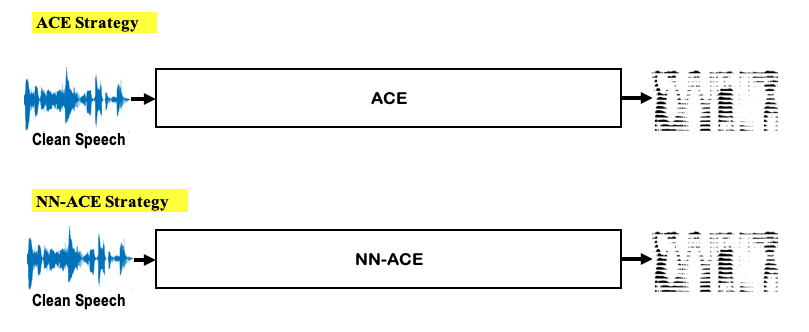 ACE Strategy
ACE
Clean Speech
NN-ACE Strategy
NN-ACE
Clean Speech